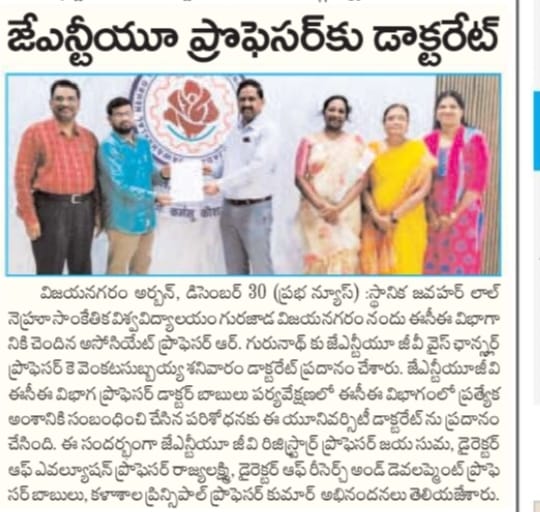 జేఎన్టీయూ ప్రొఫెసర్‌కు డాక్టరేట్
విజయనగరం అర్బన్, డిసెంబర్ 30 (ప్రభ న్యూస్) :స్థానిక జవహర్ లాల్
నెహ్రూ సాంకేతిక విశ్వవిద్యాలయం గురజాడ విజయనగరం నందు ఈసీఈ విభాగా
నికి చెందిన అసోసియేట్ ప్రొఫెసర్ ఆర్. గురునాథ్ కు జేఎన్టీయూ జీవీ వైస్ ఛాన్స్లర్
ప్రొఫెసర్ కె వెంకటసుబ్బయ్య శనివారం డాక్టరేట్ ప్రదానం చేశారు. జేఎన్టీయూజీవి
ఈసీఈ విభాగ ప్రొఫెసర్ డాక్టర్ బాబులు పర్యవేక్షణలో ఈసీఈ విభాగంలో ప్రత్యేక
అంశానికి సంబంధించి చేసిన పరిశోధనకు ఈ యూనివర్సిటీ డాక్టరేట్ ను ప్రదానం
చేసింది. ఈ సందర్భంగా జేఎన్టీయూ జీవి రిజిస్ట్రార్ ప్రొఫెసర్ జయ సుమ, డైరెక్టర్
ఆఫ్ ఎవల్యూషన్ ప్రొఫెసర్ రాజ్యలక్ష్మి, డైరెక్టర్ ఆఫ్ రీసెర్చ్ అండ్ డెవలప్మెంట్ ప్రొఫె
సర్ బాబులు, కళాశాల ప్రిన్సిపాల్ ప్రొఫెసర్ కుమార్ అభినందనలు తెలియజేశారు.